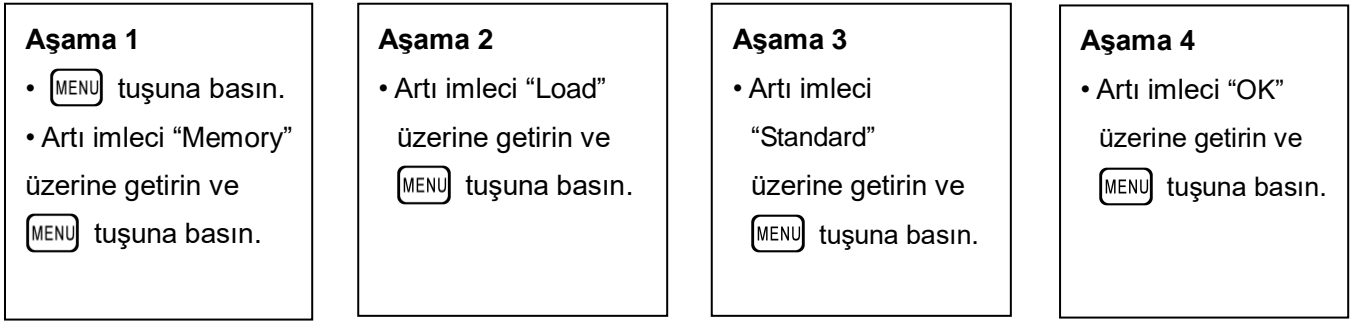 Aşama 1
• MENU tuşuna basın.
• Artı imleci “Memory”
üzerine getirin ve
MENU tuşuna basın.
Aşama 2
• Artı imleci “Load”
üzerine getirin ve
MENU tuşuna basın.
Aşama 3
• Artı imleci
“Standard”
üzerine getirin ve
MENU tuşuna basın.
Aşama 4
• Artı imleci “OK”
üzerine getirin ve
MENU tuşuna basın.